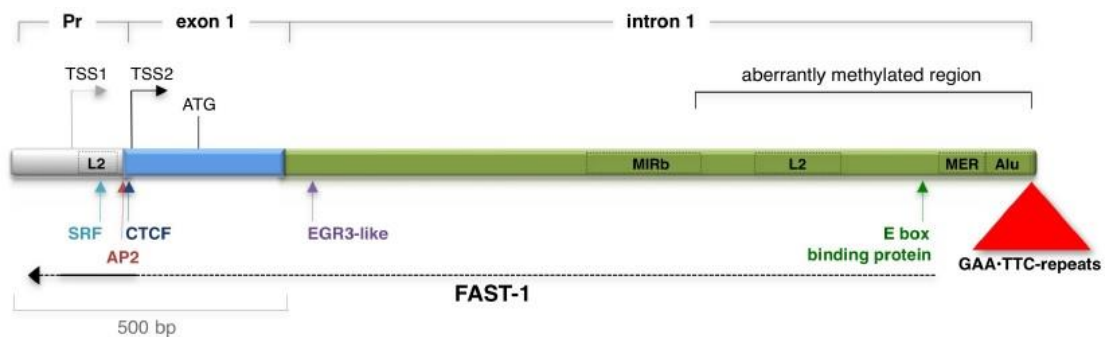 Pr exon 1 intron 1
TSS1 TSS2 aberrantly methylated region
ATG
L2 MIRb L2 MER Alu
SRF CTCF EGR3-like E box
AP2 binding protein GAA•TTC-repeats
FAST-1
500 bp